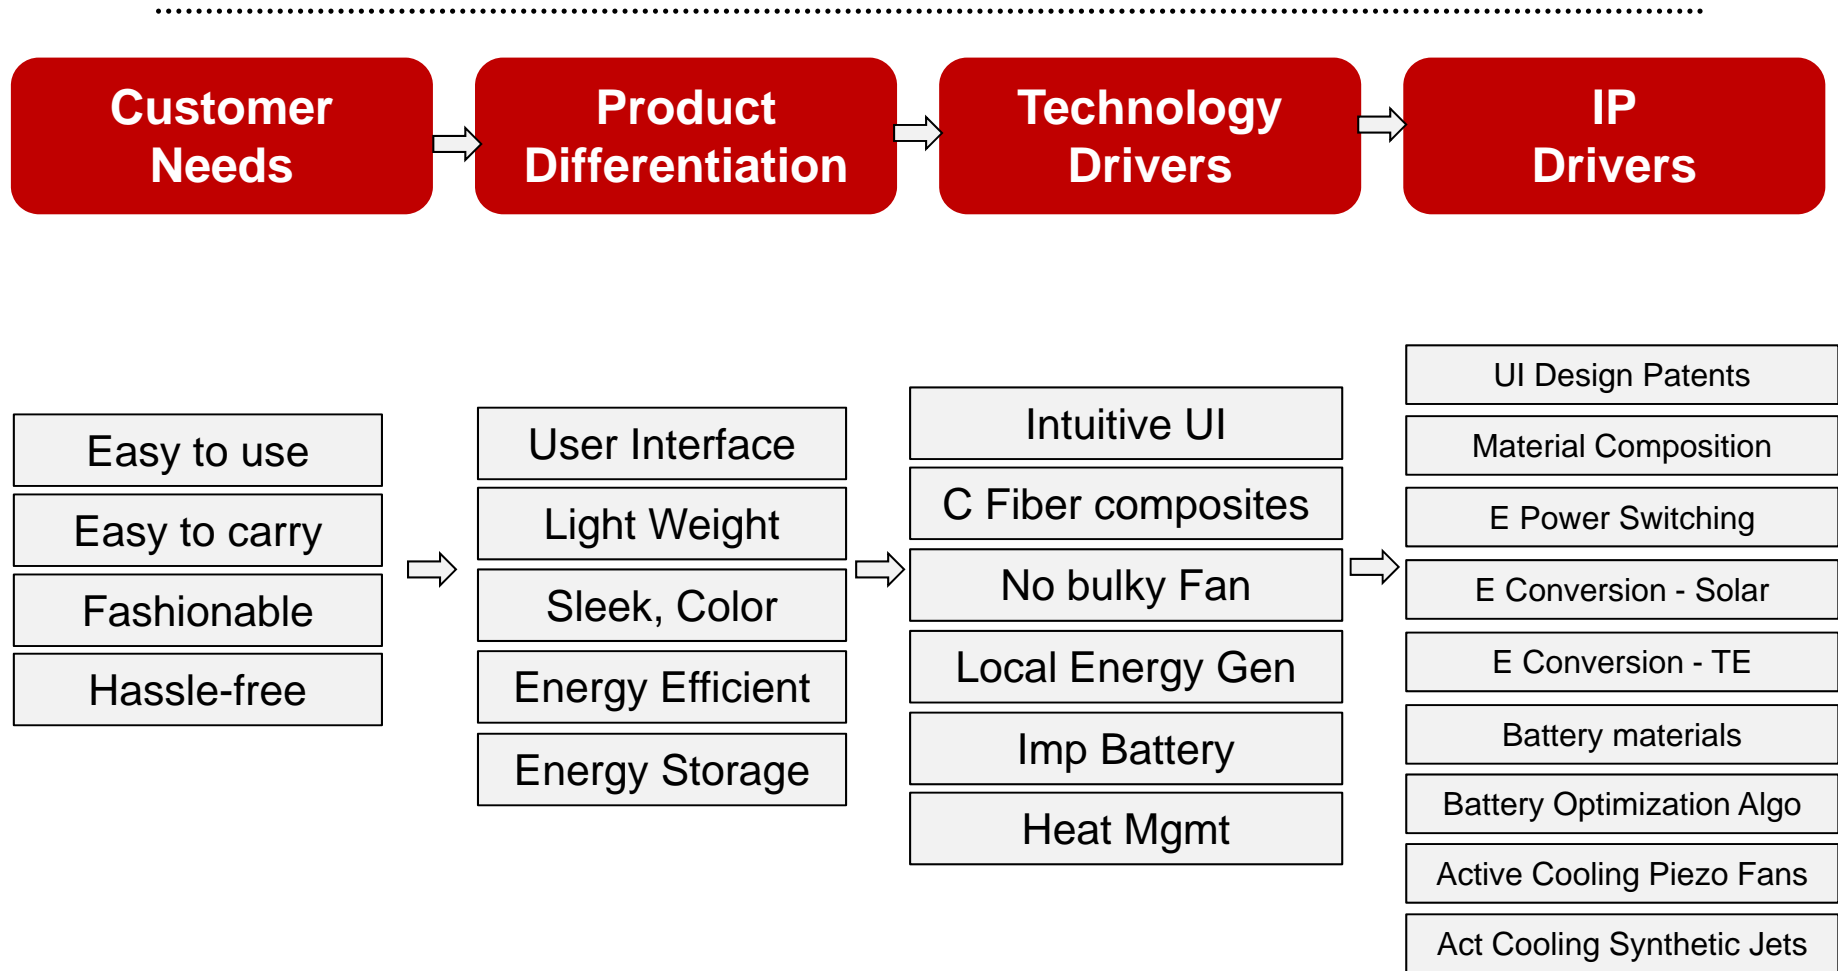 Customer
Needs
Product
Differentiation
Technology
Drivers
IP
Drivers
Easy to use
Easy to carry
Fashionable
Hassle-free
User Interface
Light Weight
Sleek, Color
Energy Efficient
Energy Storage
Intuitive UI
C Fiber composites
No bulky Fan
Local Energy Gen
Imp Battery
Heat Mgmt
UI Design Patents
Material Composition
E Power Switching
E Conversion - Solar
E Conversion - TE
Battery materials
Battery Optimization Algo
Active Cooling Piezo Fans
Act Cooling Synthetic Jets